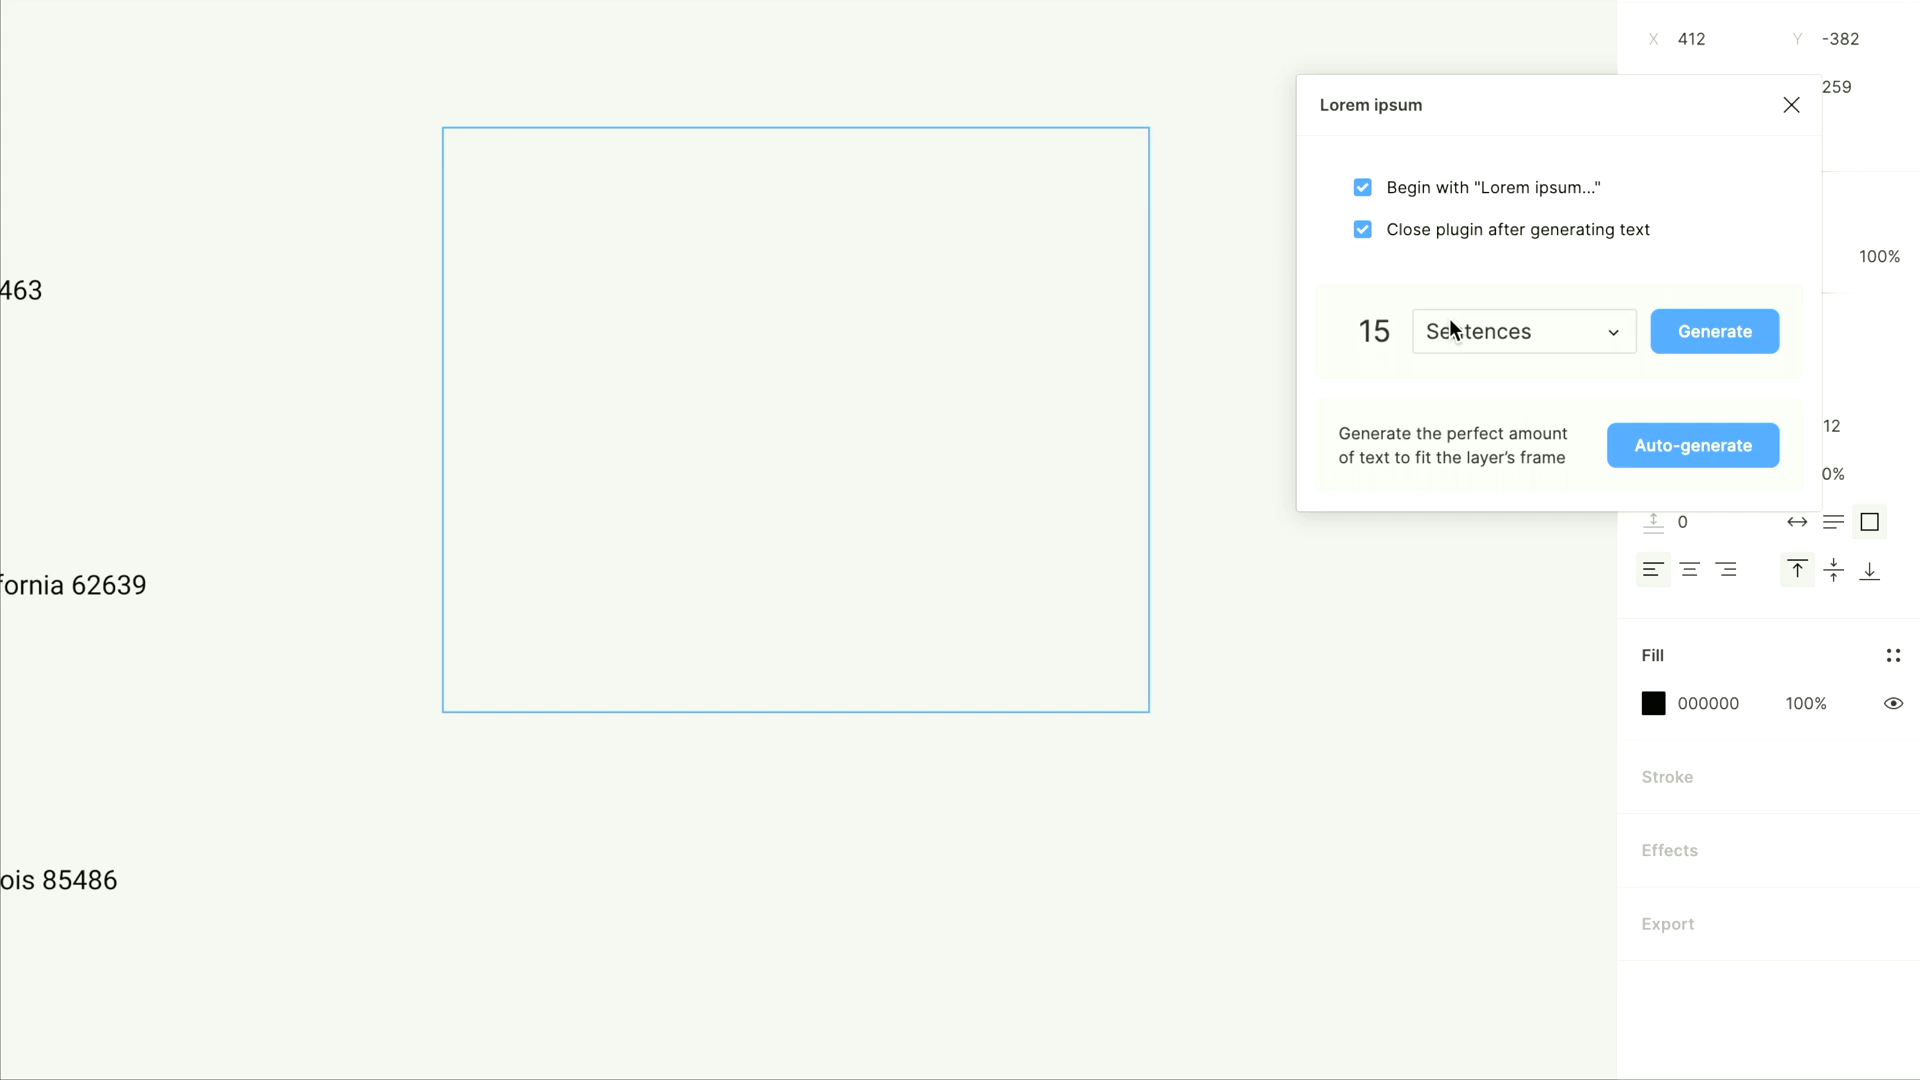 X 412 Y -382
259
Lorem ipsum
Begin with "Lorem ipsum..."
Close plugin after generating text
100%
463
15 Sentences Generate
12
Generate the perfect amount
of text to fit the layer's frame
Auto-generate
0%
0
fornia 62639
Fill
000000 100%
Stroke
Effects
ois 85486
Export